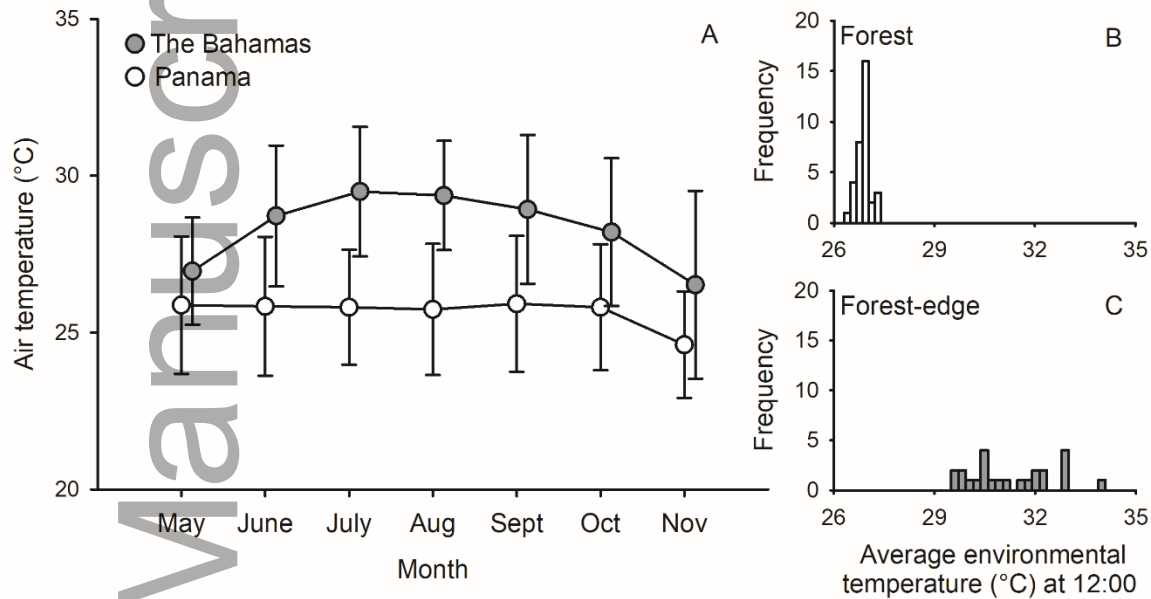 35
30
25
20
Air temperature (°C)
The Bahamas
Panama
A
May June July Aug Sept Oct Nov
Month
Manuscr
20
15
10
5
0
Frequency
Forest
B
26 29 32 35
20
15
10
5
0
Frequency
Forest-edge
C
26 29 32 35
Average environmental
temperature (°C) at 12:00